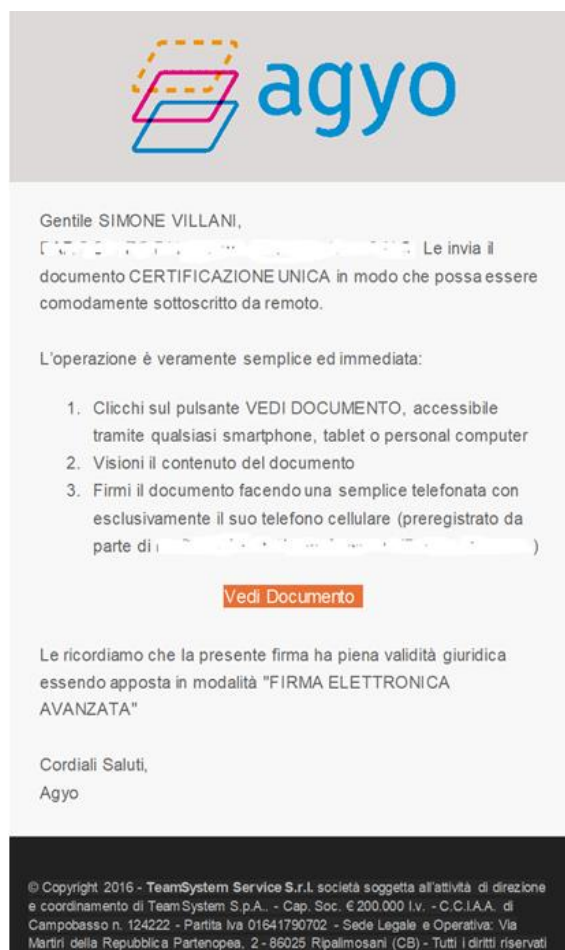 agyo
Gentile SIMONE VILLANI,
Le invia il
documento CERTIFICAZIONE UNICA in modo che possa essere
comodamente sottoscritto da remoto.
L'operazione è veramente semplice ed immediata:
1. Clicchi sul pulsante VEDI DOCUMENTO, accessibile
tramite qualsiasi smartphone, tablet o personal computer
2. Visioni il contenuto del documento
3. Firmi il documento facendo una semplice telefonata con
esclusivamente il suo telefono cellulare (preregistrato da
parte di )
Vedi Documento
Le ricordiamo che la presente firma ha piena validità giuridica
essendo apposta in modalità "FIRMA ELETTRONICA
AVANZATA"
Cordiali Saluti,
Agyo
© Copyright 2016 - TeamSystem Service S.r.l. società soggetta all'attività di direzione
e coordinamento di TeamSystem S.p.A.. - Cap. Soc. € 200.000 I.v. - C.C.I.A.A. di
Campobasso n. 124222 - Partita Iva 01641790702 - Sede Legale e Operativa: Via
Martiri della Repubblica Partenopea, 2 - 86025 Ripalimosani (CB) - Tutti i diritti riservati